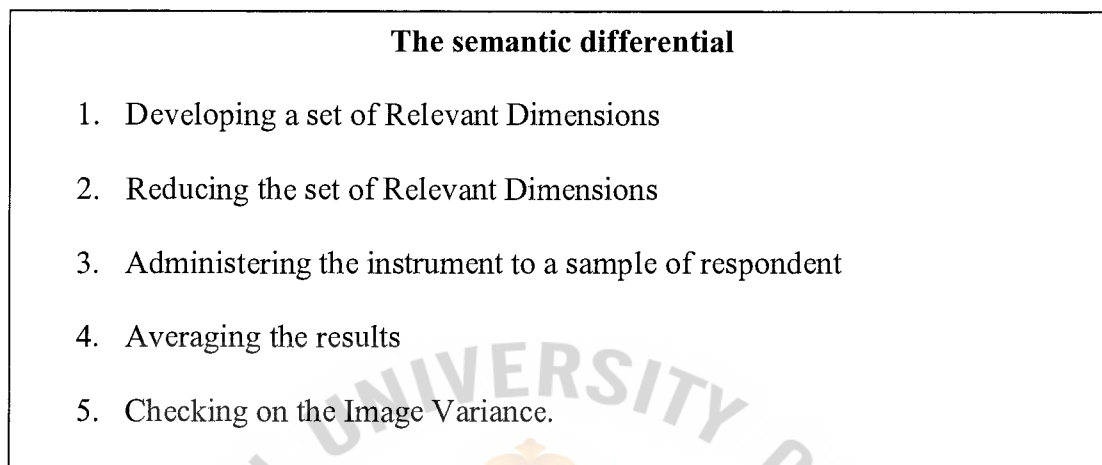 The semantic differential
1. Developing a set of Relevant Dimensions
2. Reducing the set of Relevant Dimensions
3. Administering the instrument to a sample of respondent
4. Averaging the results
5. Checking on the Image Variance.
UNIVERSITY